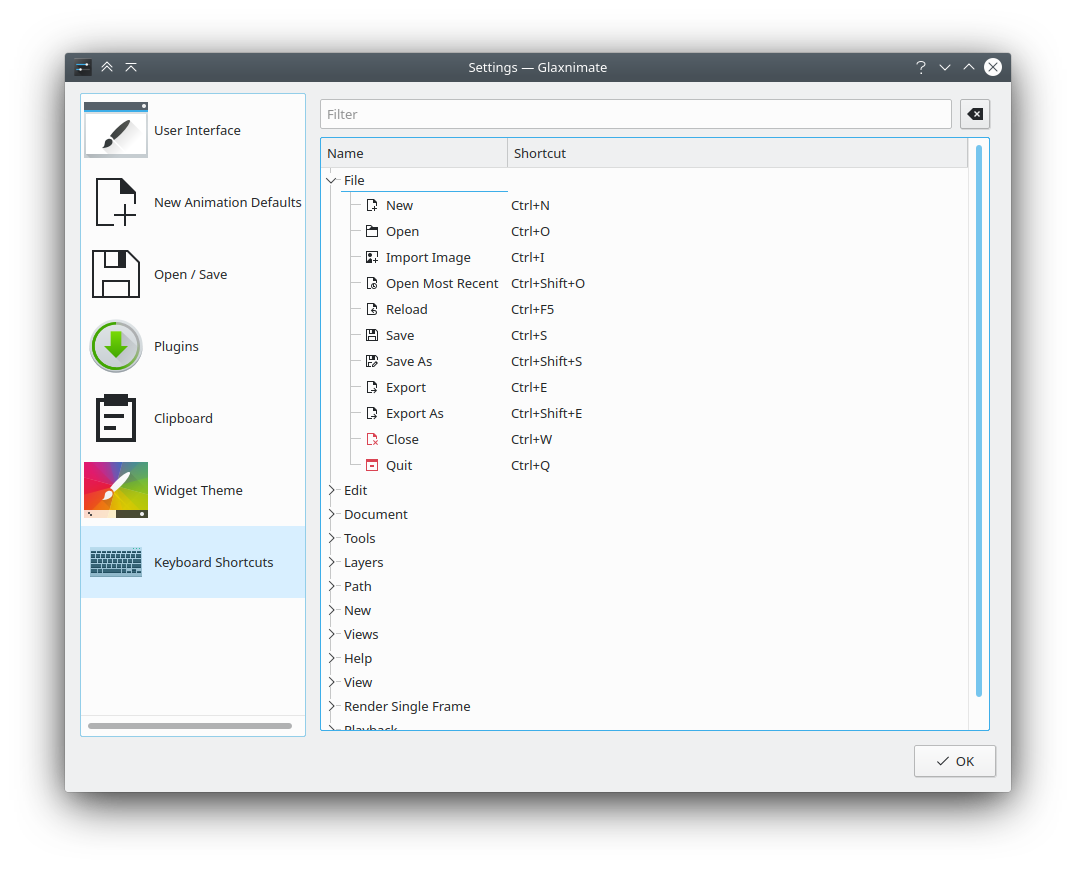 Settings — Glaxnimate
User Interface
New Animation Defaults
Open / Save
Plugins
Clipboard
Widget Theme
Keyboard Shortcuts
Filter
Name Shortcut
File
New Ctrl+N
Open Ctrl+O
Import Image Ctrl+I
Open Most Recent Ctrl+Shift+O
Reload Ctrl+F5
Save Ctrl+S
Save As Ctrl+Shift+S
Export Ctrl+E
Export As Ctrl+Shift+E
Close Ctrl+W
Quit Ctrl+Q
Edit
Document
Tools
Layers
Path
New
Views
Help
View
Render Single Frame
Playback
OK